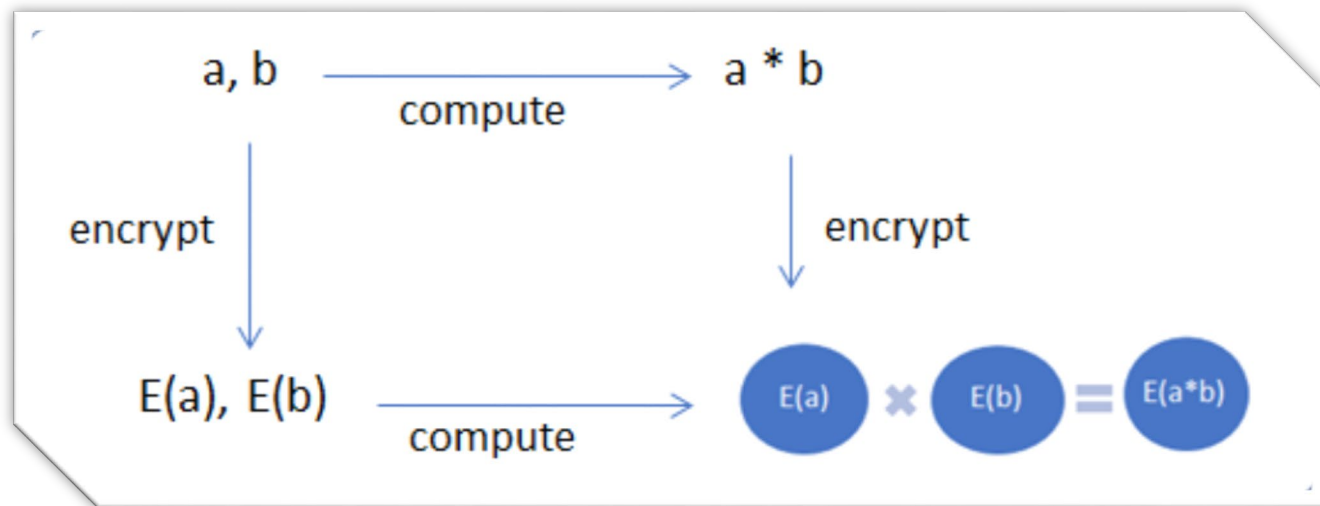 a, b
compute
a * b
encrypt
encrypt
E(a), E(b)
compute
E(a) × E(b) = E(a*b)